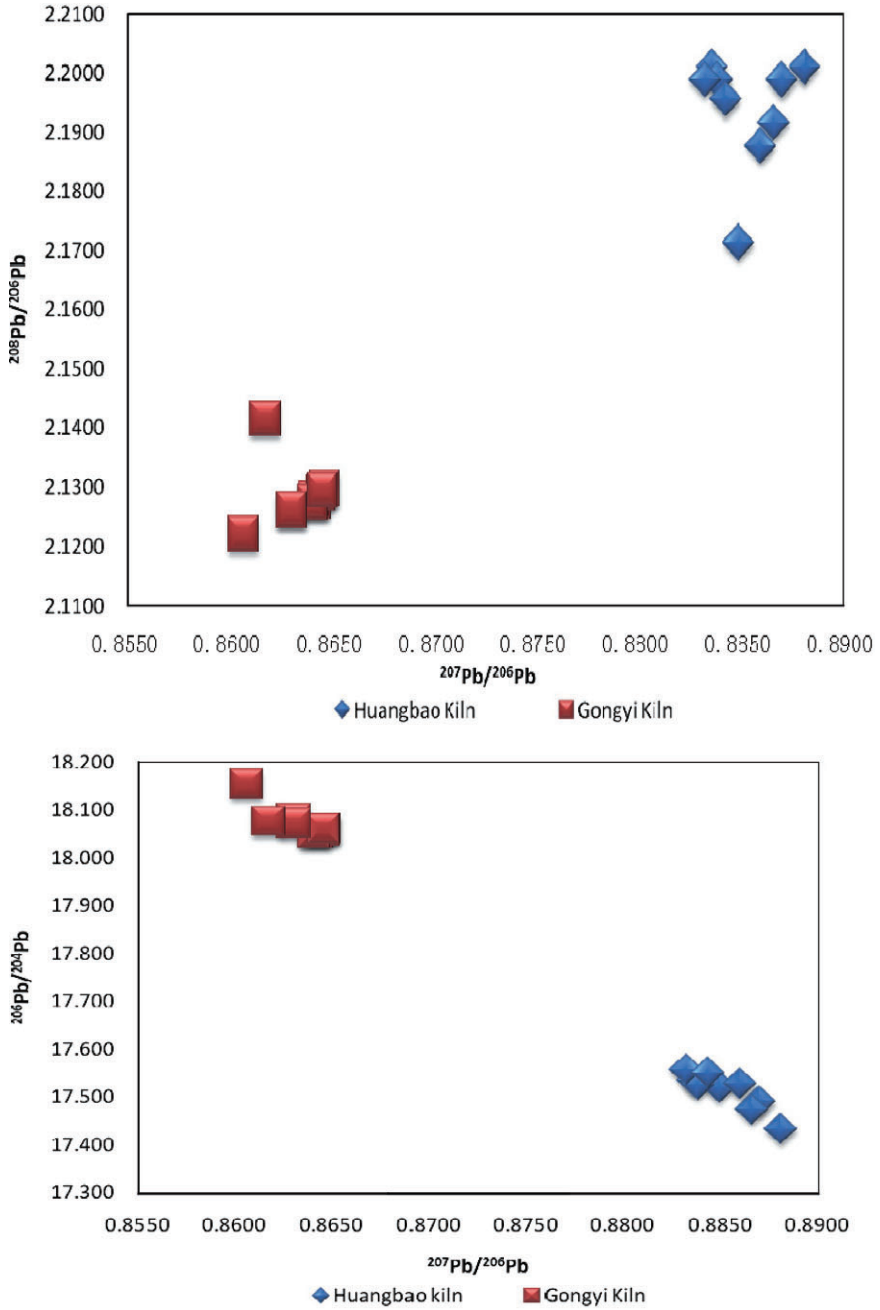 2.2100
2.2000
2.1900
2.1800
2.1700
2.1600
2.1500
2.1400
2.1300
2.1200
2.1100
²⁰⁸Pb/²⁰⁶Pb
0. 8550 0. 8600 0. 8650 0. 8700 0. 8750 0. 8300 0. 8350 0. 8900
²⁰⁷Pb/²⁰⁶Pb
Huangbao Kiln Gongyi Kiln
18.200
18.100
18.000
17.900
17.800
17.700
17.600
17.500
17.400
17.300
²⁰⁶Pb/²⁰⁴Pb
0.8550 0.8600 0.8650 0.8700 0.8750 0.8800 0.8850 0.8900
²⁰⁷Pb/²⁰⁶Pb
Huangbao kiln Gongyi Kiln